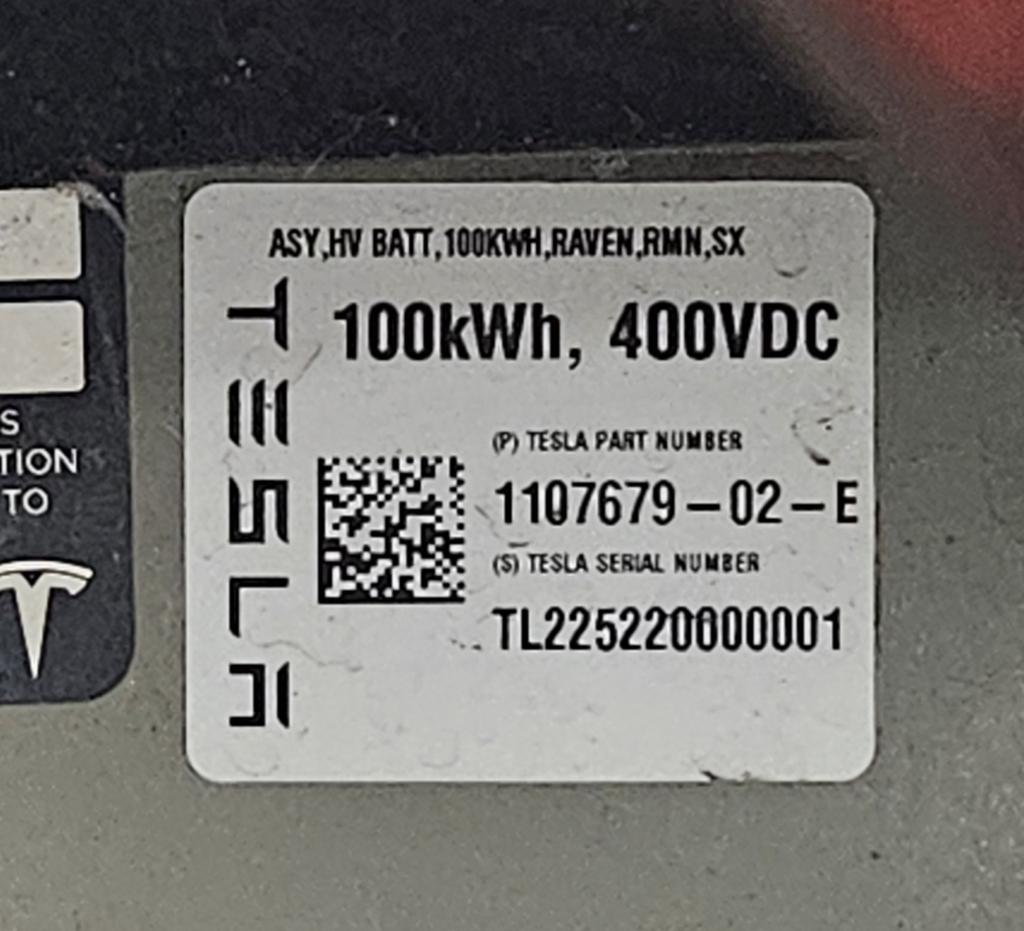 ASY,HV BATT,100KWH,RAVEN,RMN,SX
100kWh, 400VDC
TESLA
(P) TESLA PART NUMBER
1107679-02-E
(S) TESLA SERIAL NUMBER
TL225220000001
S
TION
TO